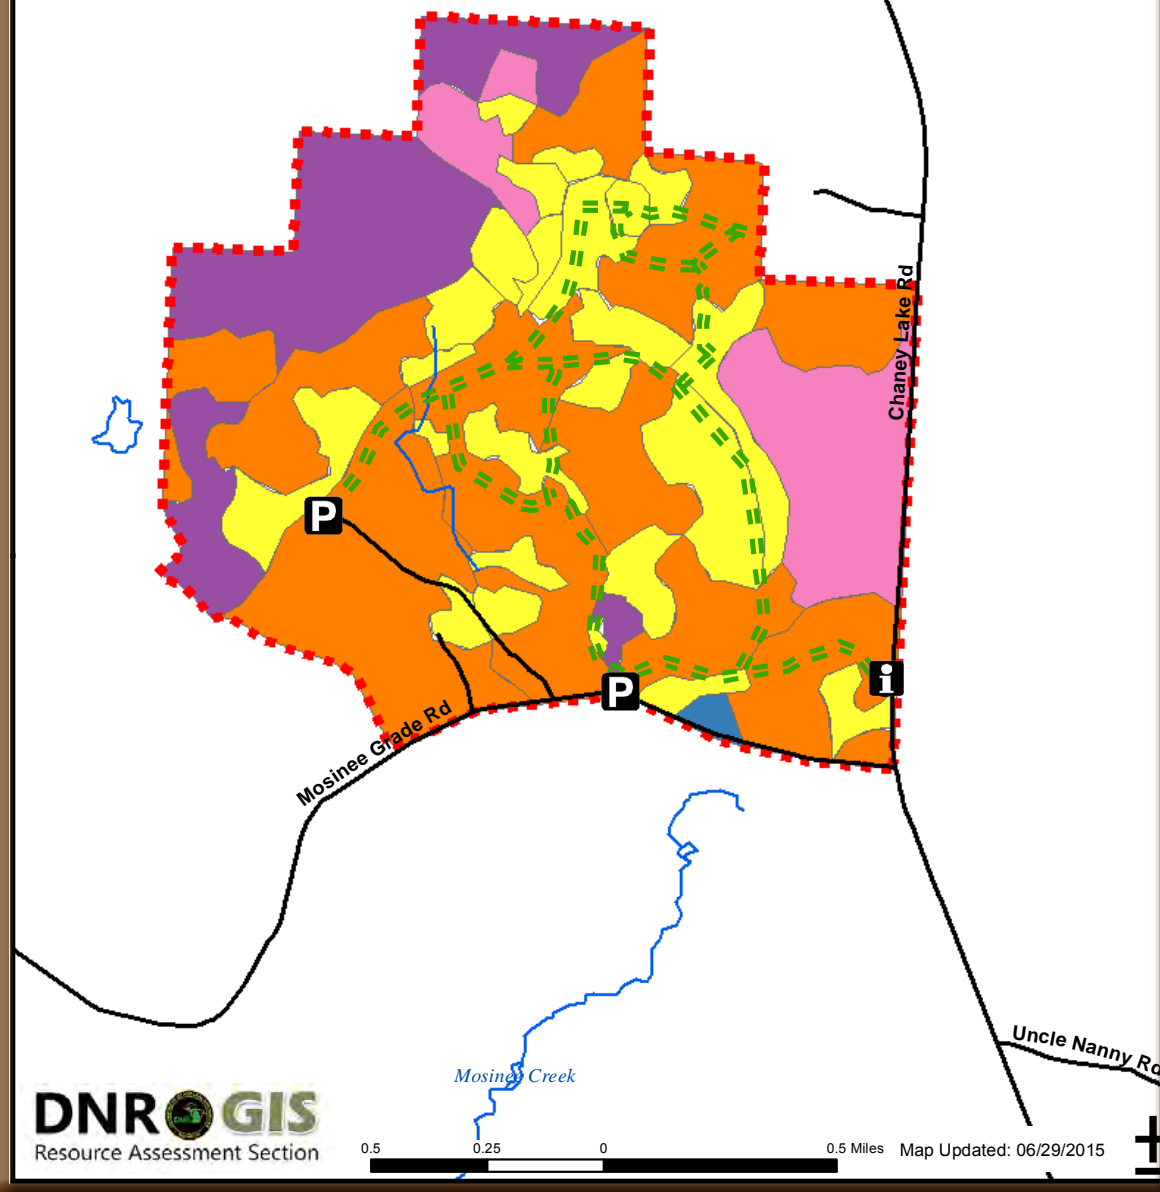 Chaney Lake Rd
P
P
i
Mosinee Grade Rd
Uncle Nanny Rd
Mosinee Creek
DNR GIS
Resource Assessment Section
0.5 0.25 0 0.5 Miles
Map Updated: 06/29/2015